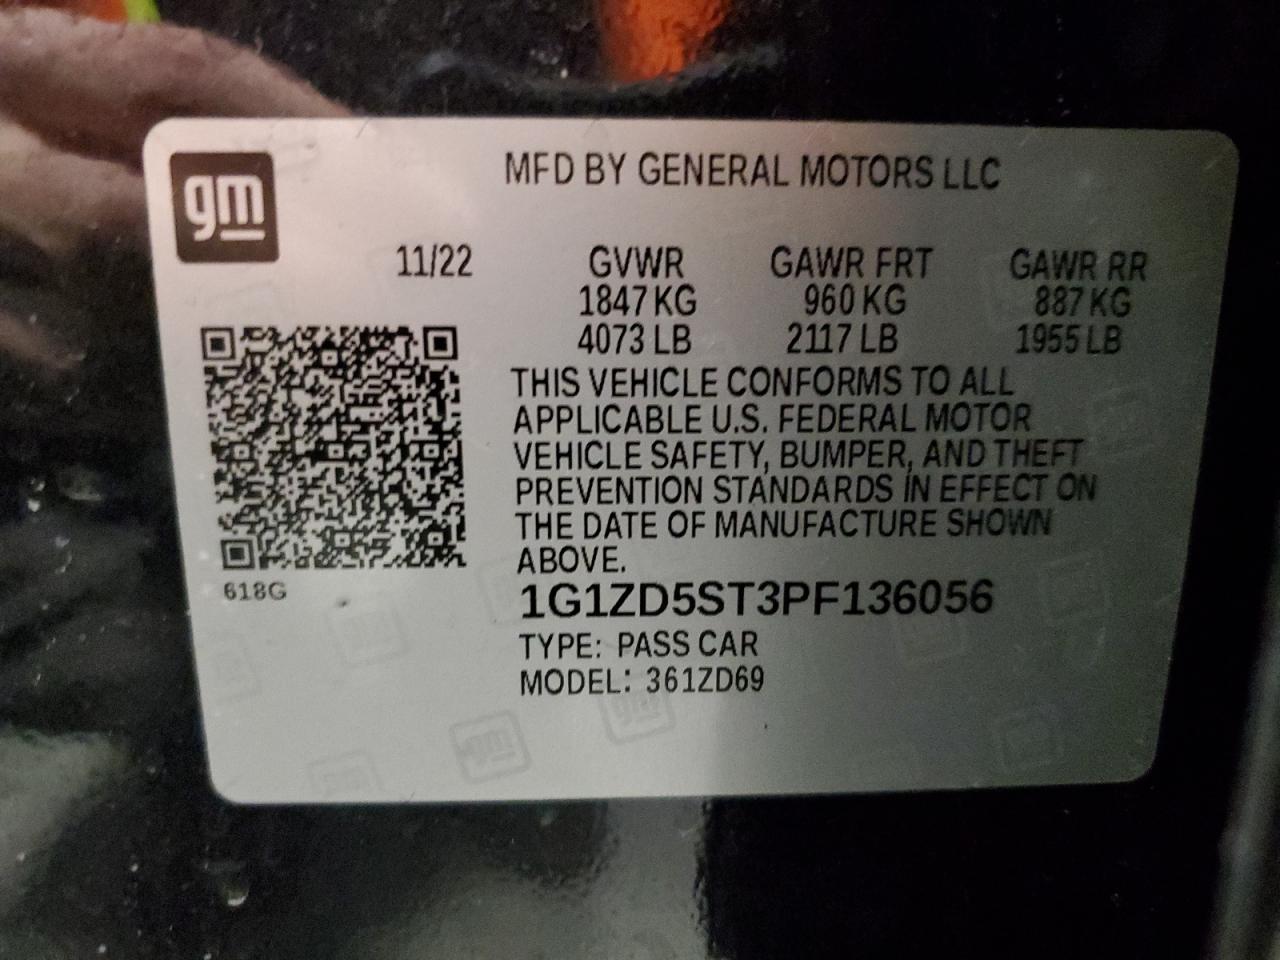 gm
MFD BY GENERAL MOTORS LLC
11/22 GVWR GAWR FRT GAWR RR
1847 KG 960 KG 887 KG
4073 LB 2117 LB 1955 LB
THIS VEHICLE CONFORMS TO ALL
APPLICABLE U.S. FEDERAL MOTOR
VEHICLE SAFETY, BUMPER, AND THEFT
PREVENTION STANDARDS IN EFFECT ON
THE DATE OF MANUFACTURE SHOWN
ABOVE.
618G
1G1ZD5ST3PF136056
TYPE: PASS CAR
MODEL: 361ZD69